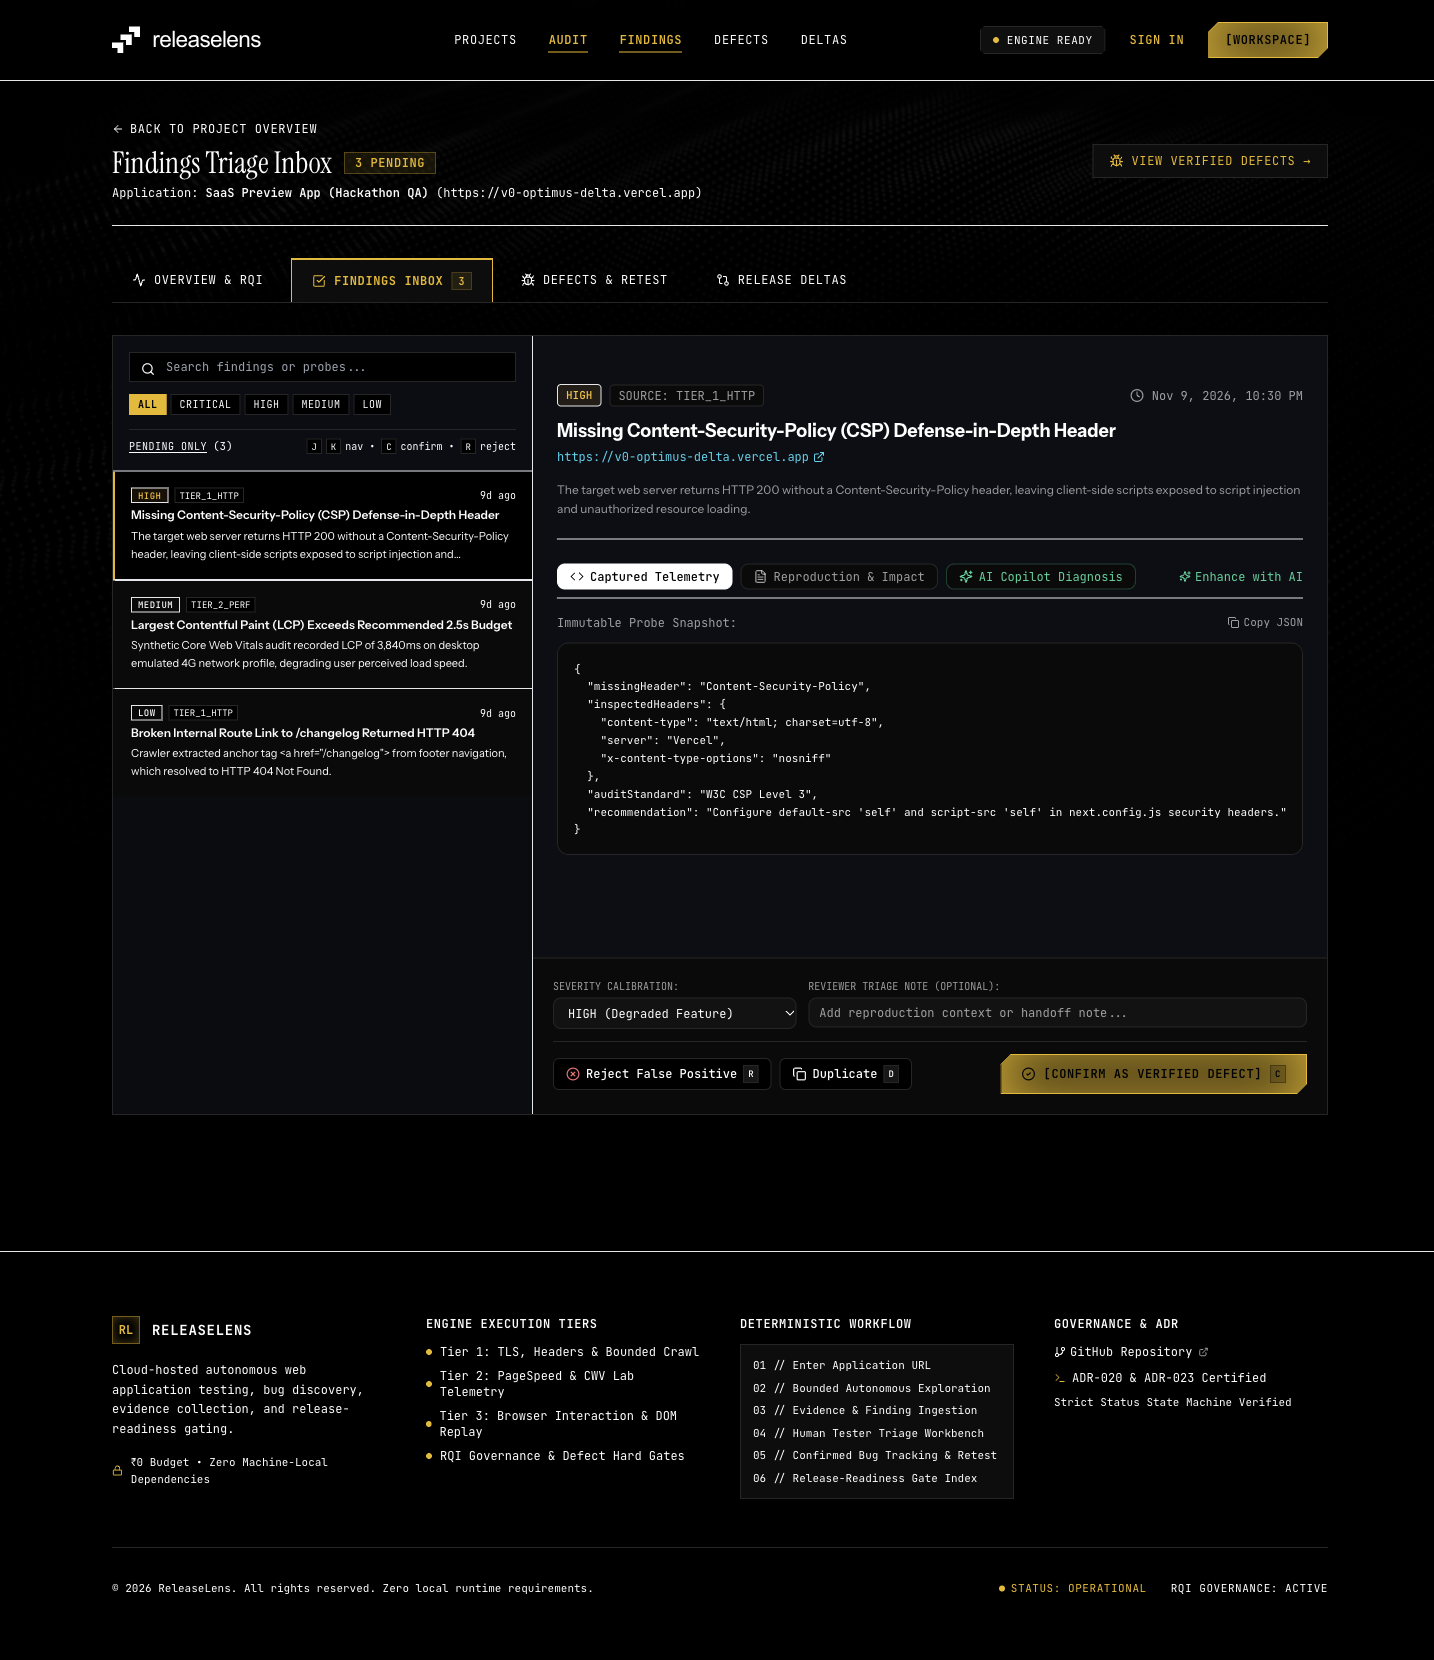 releaselens
PROJECTS AUDIT FINDINGS DEFECTS DELTAS
ENGINE READY
SIGN IN
[WORKSPACE]
← BACK TO PROJECT OVERVIEW
Findings Triage Inbox
3 PENDING
Application: SaaS Preview App (Hackathon QA) (https://v0-optimus-delta.vercel.app)
VIEW VERIFIED DEFECTS →
OVERVIEW & RQI
FINDINGS INBOX 3
DEFECTS & RETEST
RELEASE DELTAS
Search findings or probes...
ALL CRITICAL HIGH MEDIUM LOW
PENDING ONLY (3)
J K nav • C confirm • R reject
HIGH TIER_1_HTTP 9d ago
Missing Content-Security-Policy (CSP) Defense-in-Depth Header
The target web server returns HTTP 200 without a Content-Security-Policy
header, leaving client-side scripts exposed to script injection and...
MEDIUM TIER_2_PERF 9d ago
Largest Contentful Paint (LCP) Exceeds Recommended 2.5s Budget
Synthetic Core Web Vitals audit recorded LCP of 3,840ms on desktop
emulated 4G network profile, degrading user perceived load speed.
LOW TIER_1_HTTP 9d ago
Broken Internal Route Link to /changelog Returned HTTP 404
Crawler extracted anchor tag <a href="/changelog"> from footer navigation,
which resolved to HTTP 404 Not Found.
HIGH SOURCE: TIER_1_HTTP
Nov 9, 2026, 10:30 PM
Missing Content-Security-Policy (CSP) Defense-in-Depth Header
https://v0-optimus-delta.vercel.app
The target web server returns HTTP 200 without a Content-Security-Policy header, leaving client-side scripts exposed to script injection
and unauthorized resource loading.
Captured Telemetry
Reproduction & Impact
AI Copilot Diagnosis
Enhance with AI
Immutable Probe Snapshot:
Copy JSON
{
"missingHeader": "Content-Security-Policy",
"inspectedHeaders": {
"content-type": "text/html; charset=utf-8",
"server": "Vercel",
"x-content-type-options": "nosniff"
},
"auditStandard": "W3C CSP Level 3",
"recommendation": "Configure default-src 'self' and script-src 'self' in next.config.js security headers."
}
SEVERITY CALIBRATION:
HIGH (Degraded Feature)
REVIEWER TRIAGE NOTE (OPTIONAL):
Add reproduction context or handoff note...
Reject False Positive R
Duplicate D
[CONFIRM AS VERIFIED DEFECT] C
RL RELEASELENS
Cloud-hosted autonomous web
application testing, bug discovery,
evidence collection, and release-
readiness gating.
₹0 Budget • Zero Machine-Local
Dependencies
ENGINE EXECUTION TIERS
Tier 1: TLS, Headers & Bounded Crawl
Tier 2: PageSpeed & CWV Lab
Telemetry
Tier 3: Browser Interaction & DOM
Replay
RQI Governance & Defect Hard Gates
DETERMINISTIC WORKFLOW
01 // Enter Application URL
02 // Bounded Autonomous Exploration
03 // Evidence & Finding Ingestion
04 // Human Tester Triage Workbench
05 // Confirmed Bug Tracking & Retest
06 // Release-Readiness Gate Index
GOVERNANCE & ADR
GitHub Repository
ADR-020 & ADR-023 Certified
Strict Status State Machine Verified
© 2026 ReleaseLens. All rights reserved. Zero local runtime requirements.
STATUS: OPERATIONAL
RQI GOVERNANCE: ACTIVE